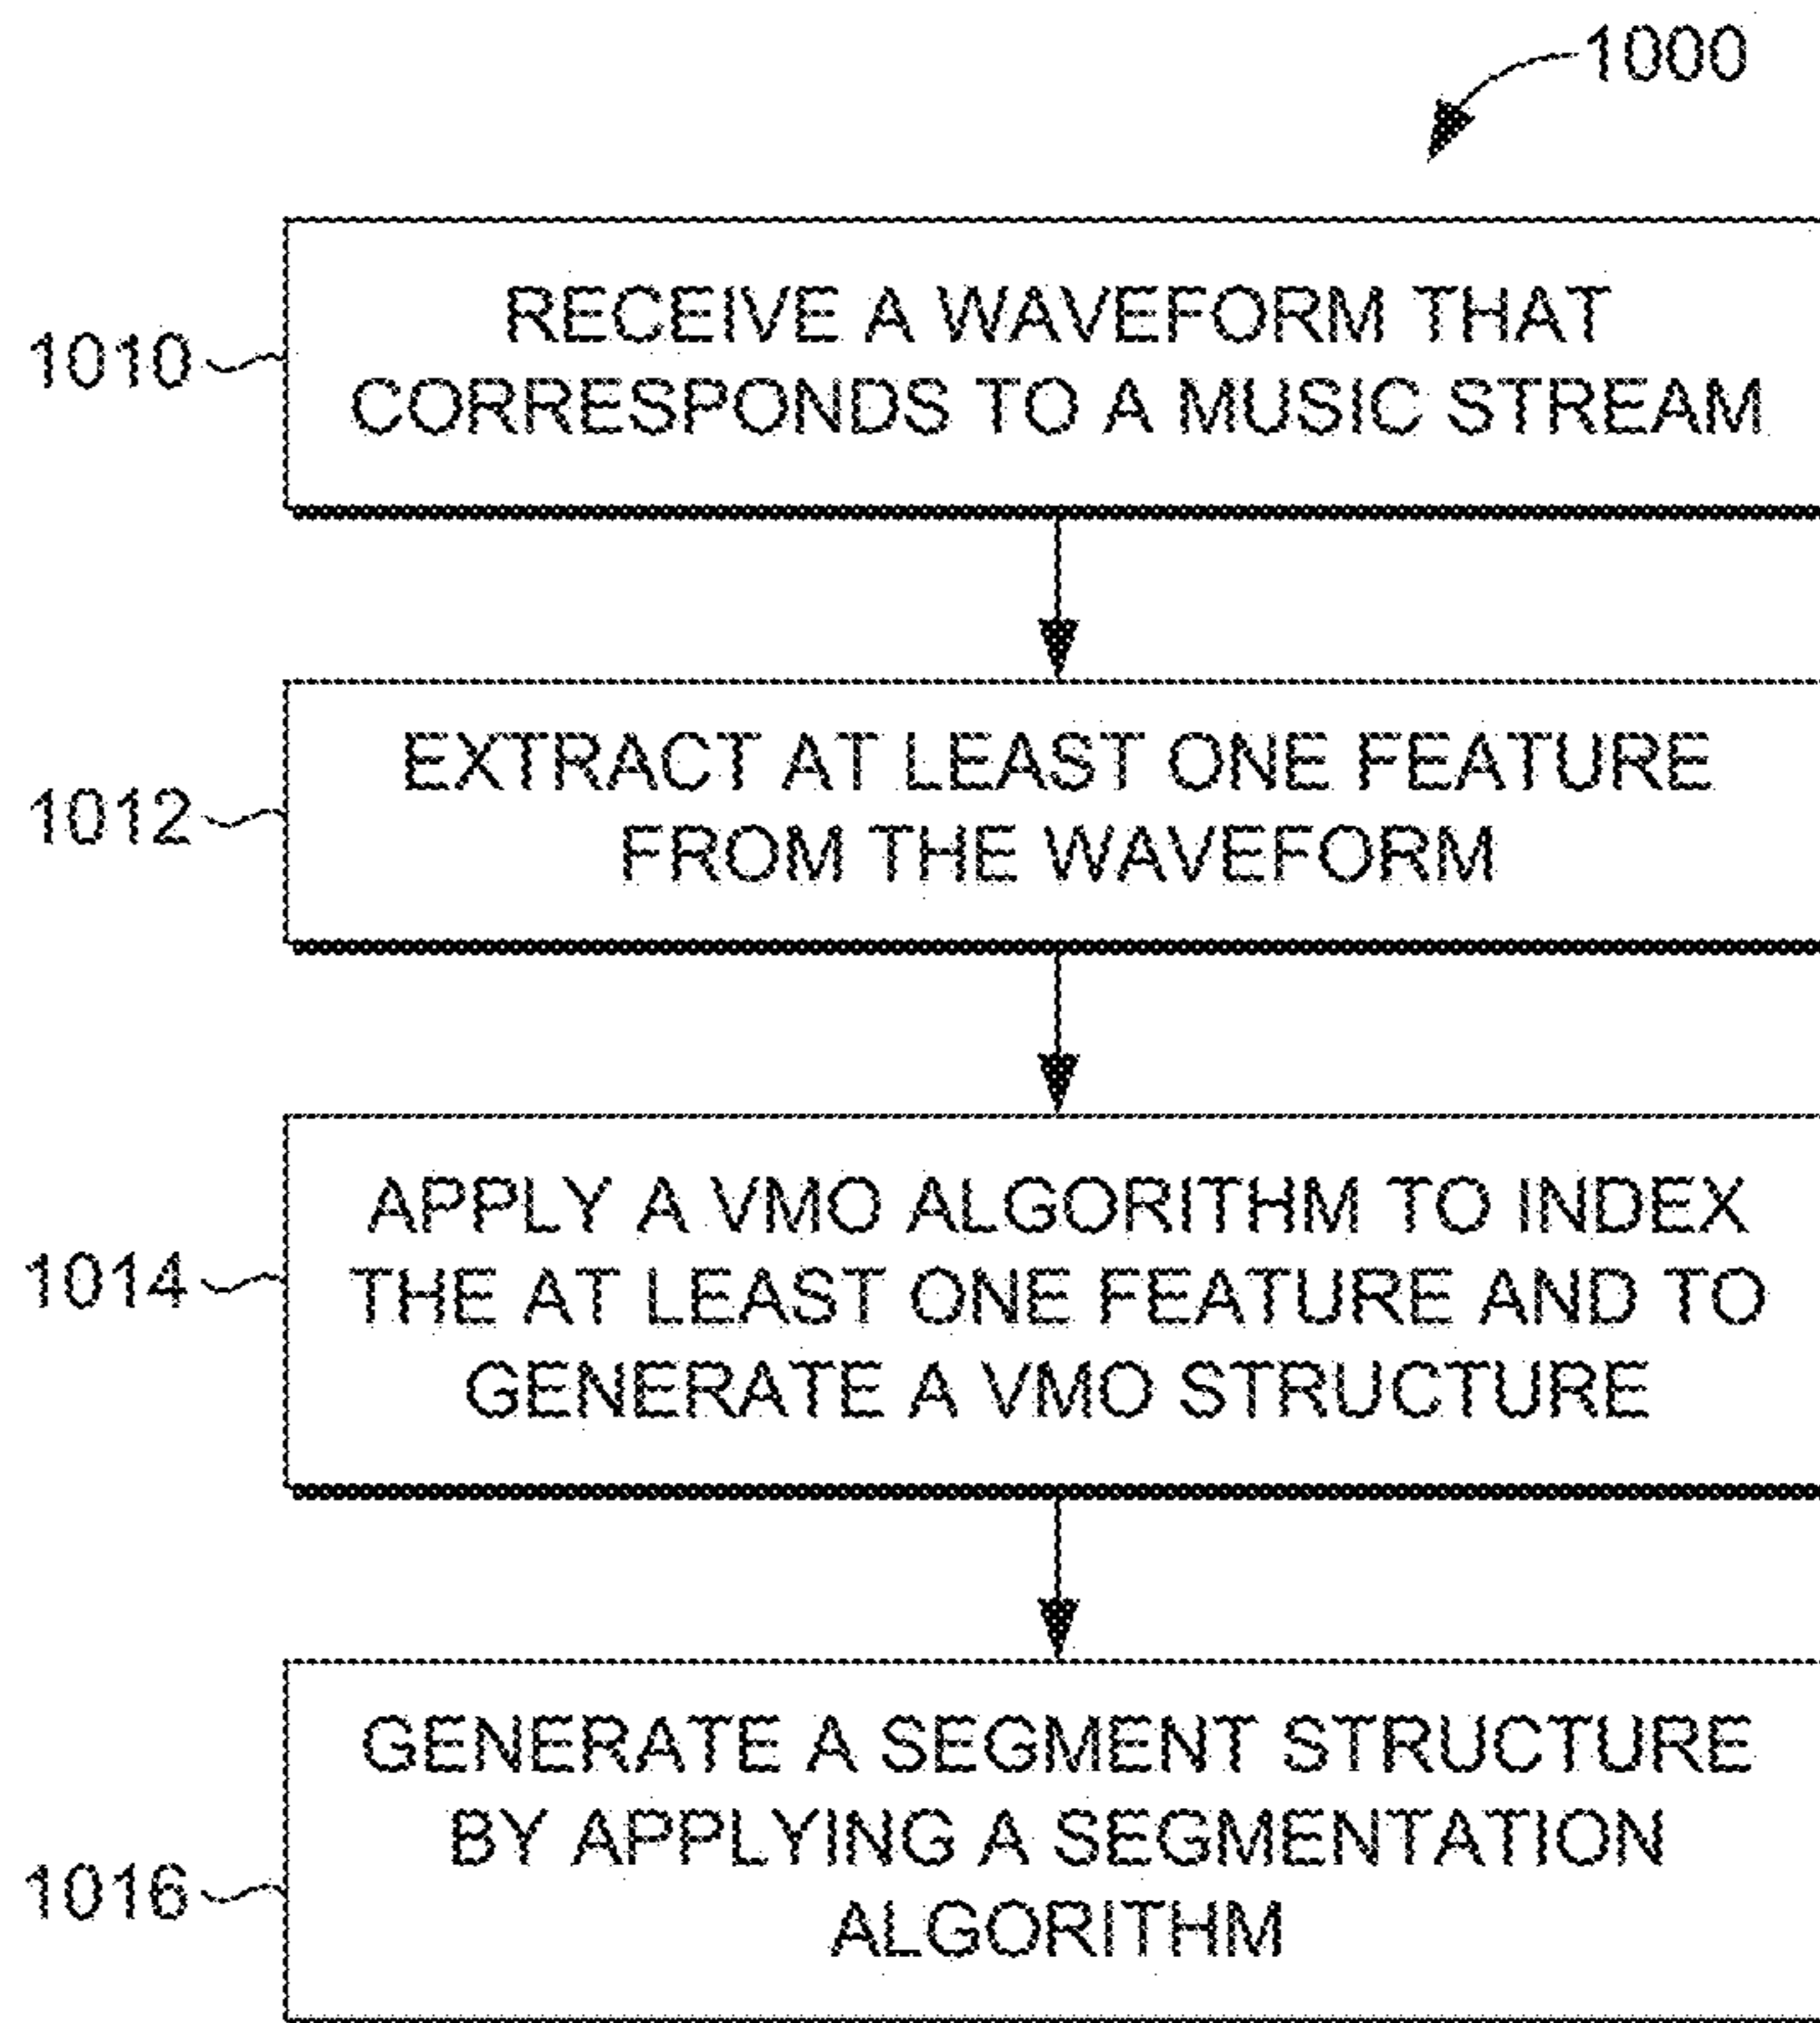 1000
1010
RECEIVE A WAVEFORM THAT
CORRESPONDS TO A MUSIC STREAM
1012
EXTRACT AT LEAST ONE FEATURE
FROM THE WAVEFORM
1014
APPLY A VMO ALGORITHM TO INDEX
THE AT LEAST ONE FEATURE AND TO
GENERATE A VMO STRUCTURE
1016
GENERATE A SEGMENT STRUCTURE
BY APPLYING A SEGMENTATION
ALGORITHM